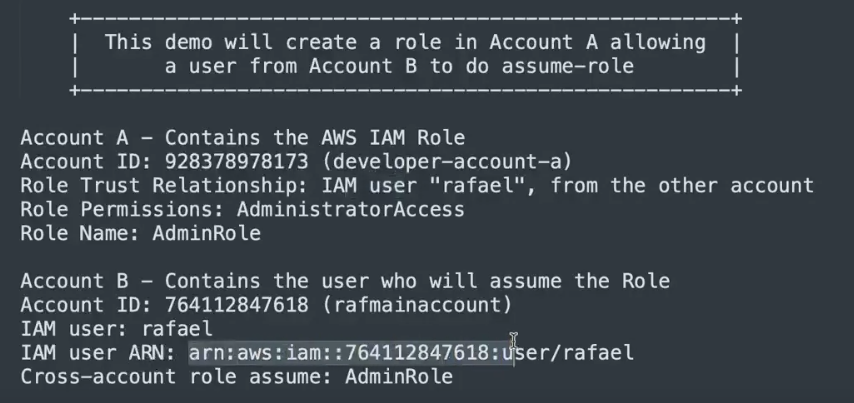 This demo will create a role in Account A allowing
a user from Account B to do assume-role
Account A - Contains the AWS IAM Role
Account ID: 928378978173 (developer-account-a)
Role Trust Relationship: IAM user "rafael", from the other account
Role Permissions: AdministratorAccess
Role Name: AdminRole
Account B - Contains the user who will assume the Role
Account ID: 764112847618 (rafmainaccount)
IAM user: rafael
IAM user ARN: arn:aws:iam::764112847618:user/rafael
Cross-account role assume: AdminRole